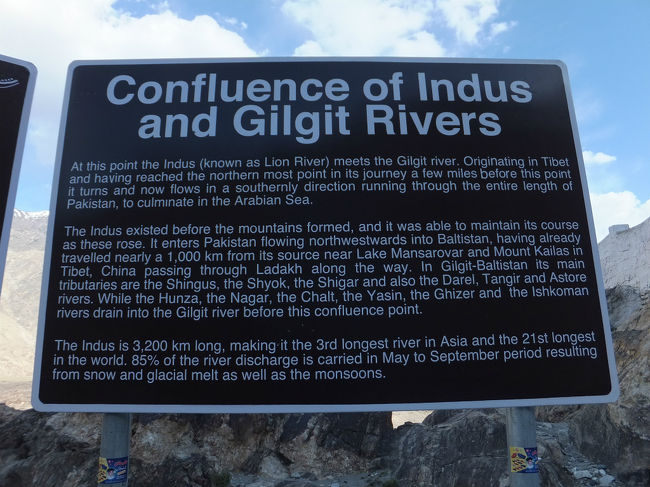 Confluence of Indus
and Gilgit Rivers
At this point the Indus (known as Lion River) meets the Gilgit river. Originating in Tibet
and having reached the northern most point in its journey a few miles before this point
it turns and now flows in a southernly direction running through the entire length of
Pakistan, to culminate in the Arabian Sea.
The Indus existed before the mountains formed, and it was able to maintain its course
as these rose. It enters Pakistan flowing northwestwards into Baltistan, having already
travelled nearly a 1,000 km from its source near Lake Mansarovar and Mount Kailas in
Tibet, China passing through Ladakh along the way. In Gilgit-Baltistan its main
tributaries are the Shingus, the Shyok, the Shigar and also the Darel, Tangir and Astore
rivers. While the Hunza, the Nagar, the Chalt, the Yasin, the Ghizer and the Ishkoman
rivers drain into the Gilgit river before this confluence point.
The Indus is 3,200 km long, making it the 3rd longest river in Asia and the 21st longest
in the world. 85% of the river discharge is carried in May to September period resulting
from snow and glacial melt as well as the monsoons.